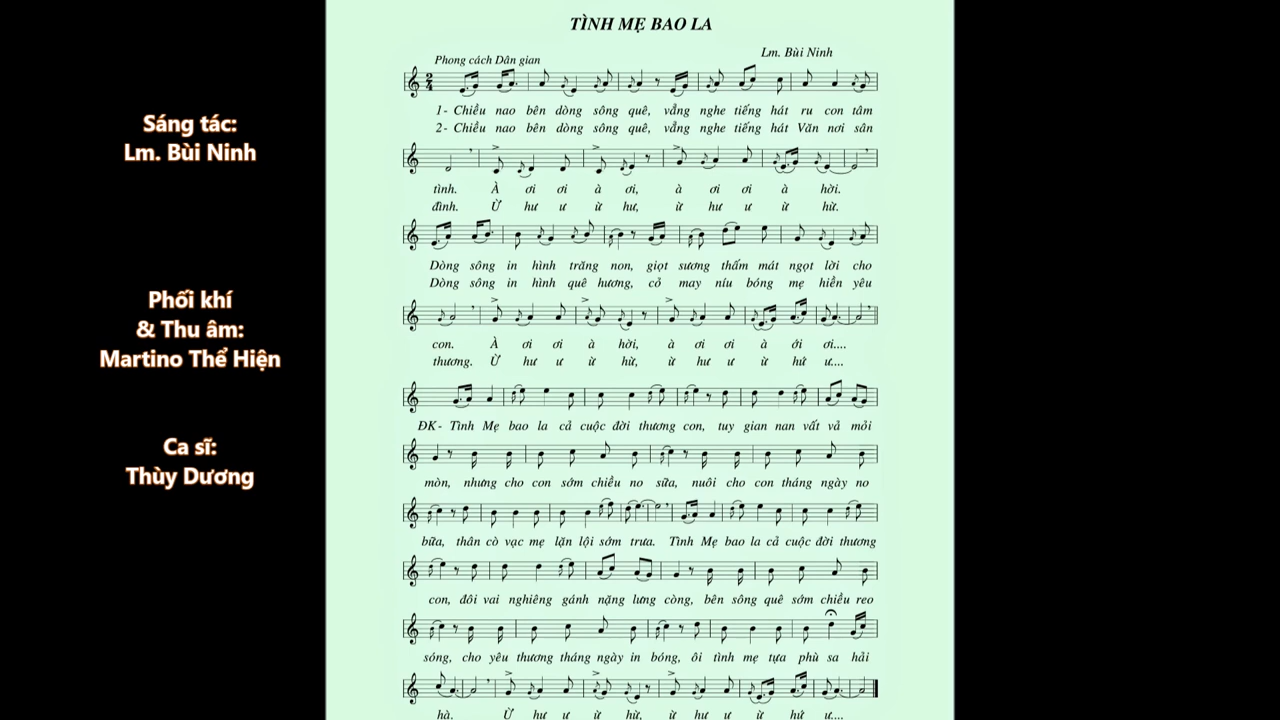 TÌNH MẸ BAO LA
Lm. Bùi Ninh
Phong cách Dân gian
2
4
1- Chiều nao bên dòng sông quê, vẳng nghe tiếng hát ru con tâm
2- Chiều nao bên dòng sông quê, vẳng nghe tiếng hát Văn nơi sân
tình. À ơi ơi à ơi, à ơi ơi à hời.
đình. Ừ hư ư ừ hư, ừ hư ư ừ hừ.
Dòng sông in hình trăng non, giọt sương thấm mát ngọt lời cho
Dòng sông in hình quê hương, cỏ may níu bóng mẹ hiền yêu
con. À ơi ơi à hời, à ơi ơi à ới ơi....
thương. Ừ hư ư ừ hừ, ừ hư ư ừ hứ ư....
ĐK- Tình Mẹ bao la cả cuộc đời thương con, tuy gian nan vất vả mỏi
mòn, nhưng cho con sớm chiều no sữa, nuôi cho con tháng ngày no
bữa, thân cò vạc mẹ lặn lội sớm trưa. Tình Mẹ bao la cả cuộc đời thương
con, đôi vai nghiêng gánh nặng lưng còng, bên sông quê sớm chiều reo
sóng, cho yêu thương tháng ngày in bóng, ôi tình mẹ tựa phù sa hải
hà. Ừ hư ư ừ hừ, ừ hư ư ừ hứ ư....
Sáng tác:
Lm. Bùi Ninh
Phối khí
& Thu âm:
Martino Thể Hiện
Ca sĩ:
Thùy Dương